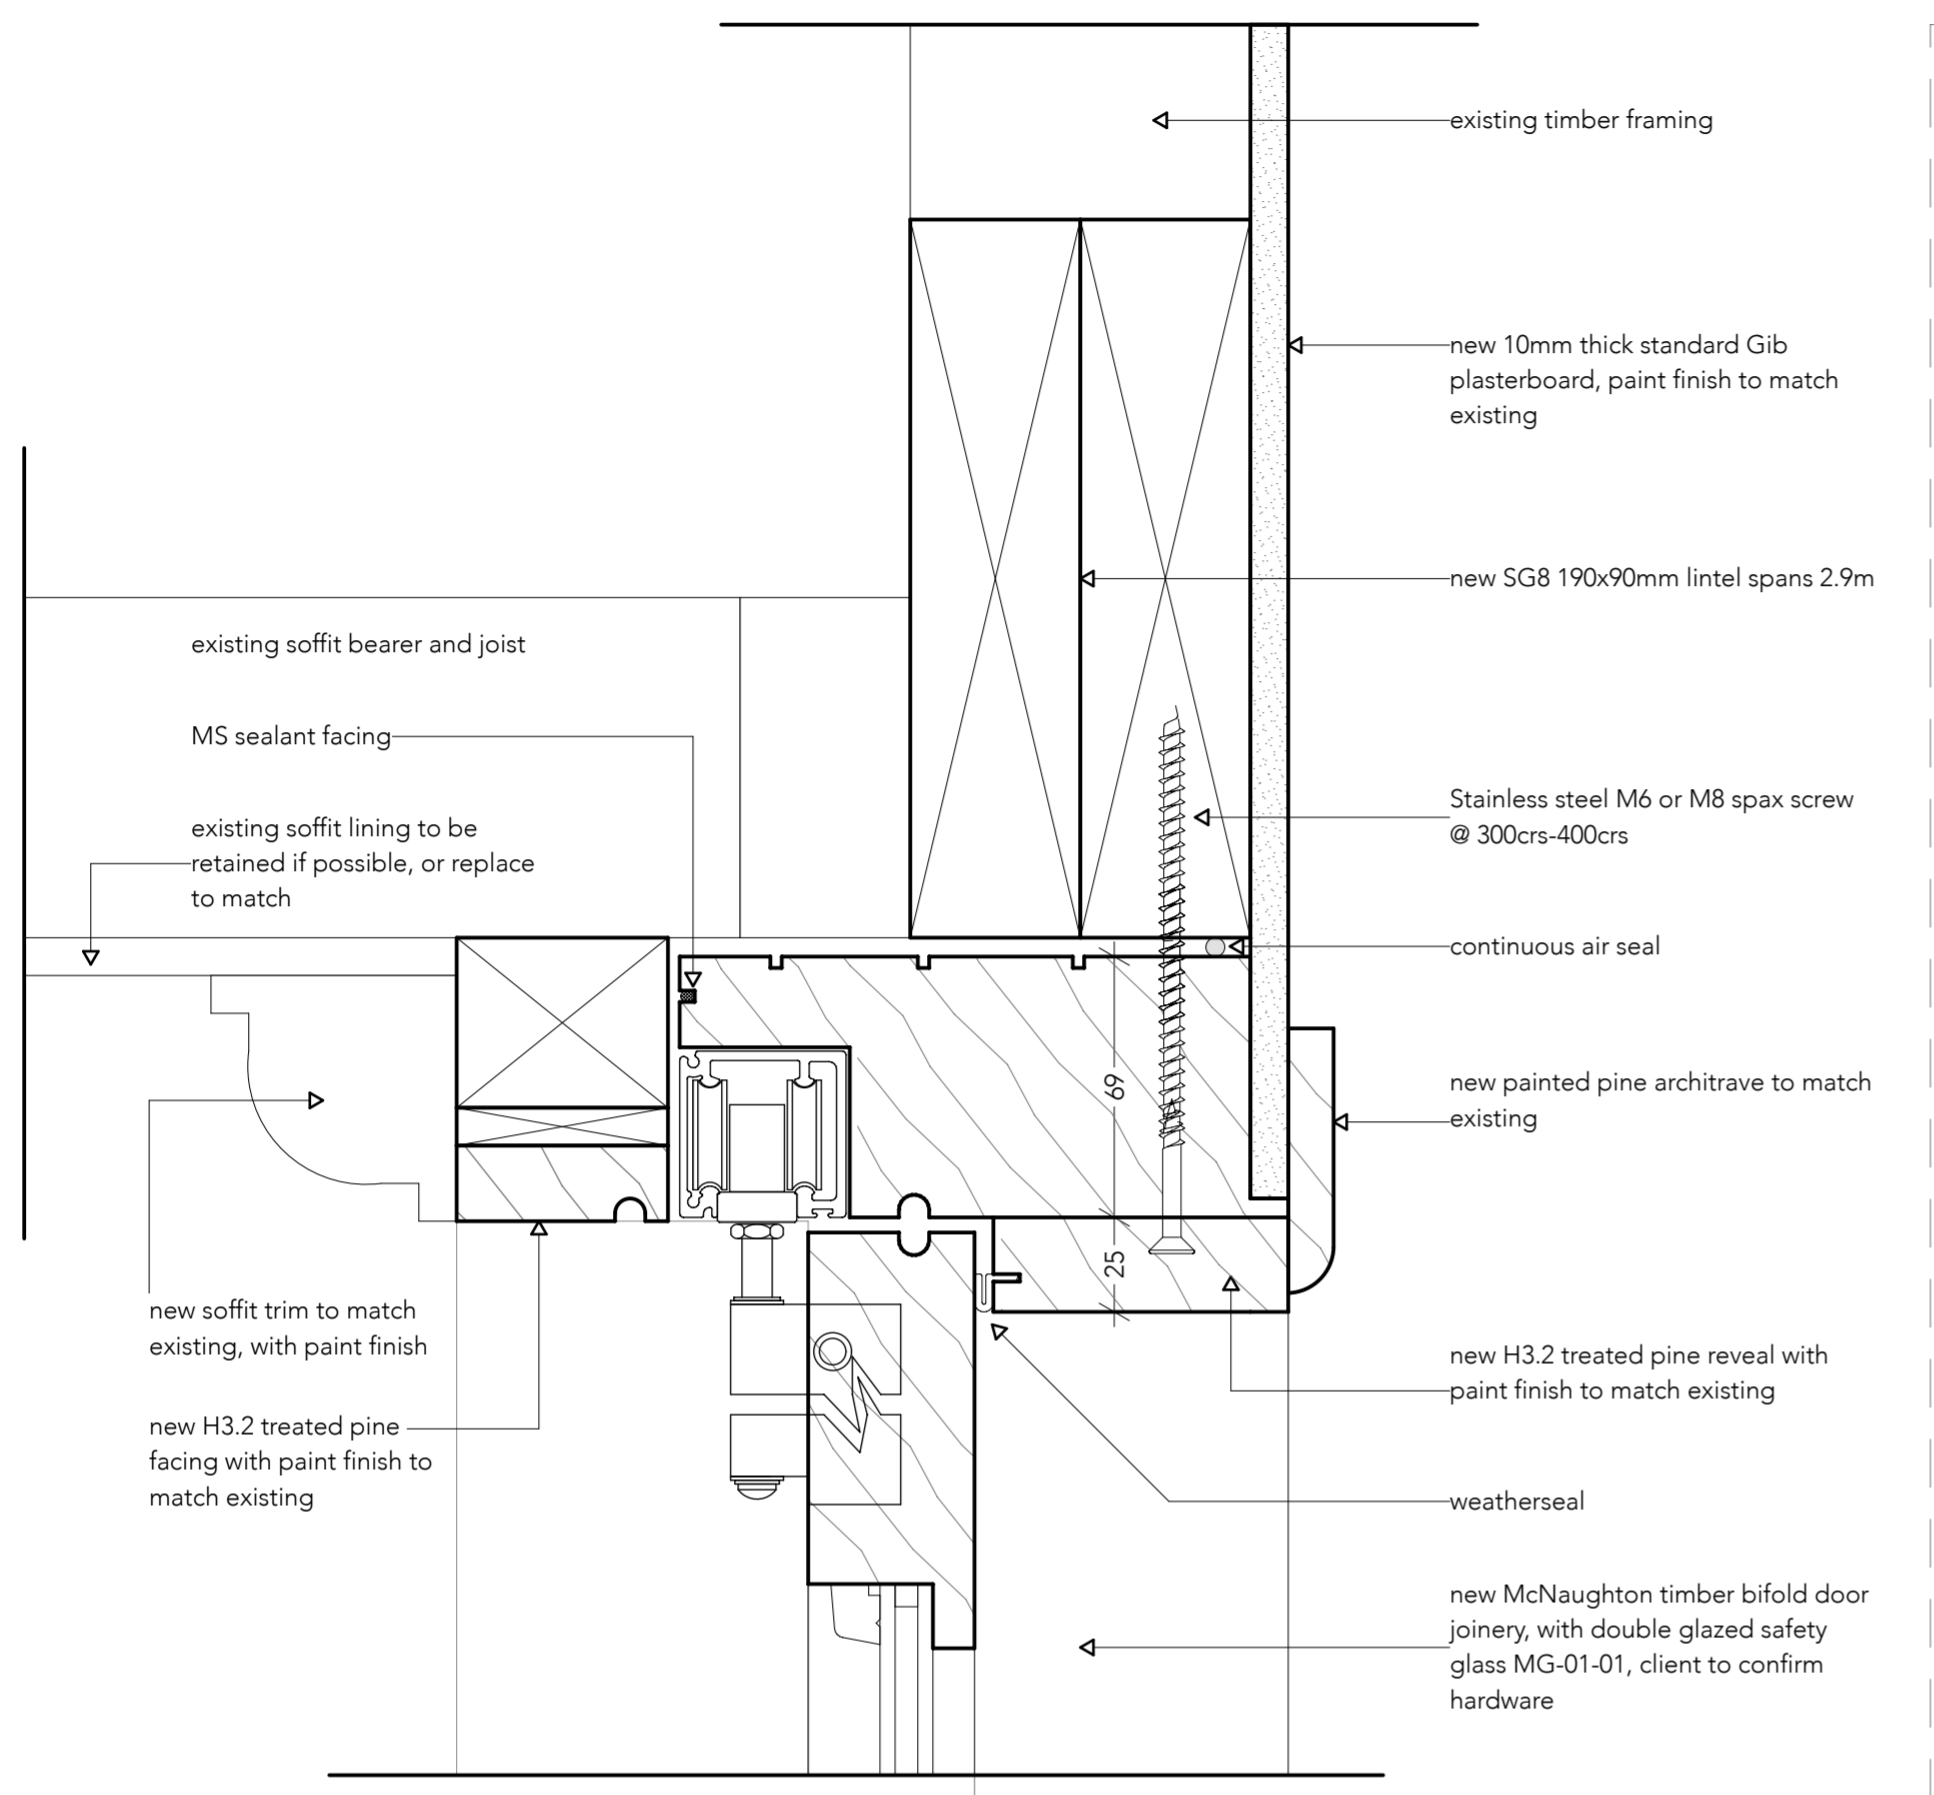 existing timber framing
new 10mm thick standard Gib
plasterboard, paint finish to match
existing
new SG8 190x90mm lintel spans 2.9m
existing soffit bearer and joist
MS sealant facing
existing soffit lining to be
retained if possible, or replace
to match
Stainless steel M6 or M8 spax screw
@ 300crs-400crs
continuous air seal
69
new painted pine architrave to match
existing
25
new soffit trim to match
existing, with paint finish
new H3.2 treated pine
facing with paint finish to
match existing
new H3.2 treated pine reveal with
paint finish to match existing
weatherseal
new McNaughton timber bifold door
joinery, with double glazed safety
glass MG-01-01, client to confirm
hardware